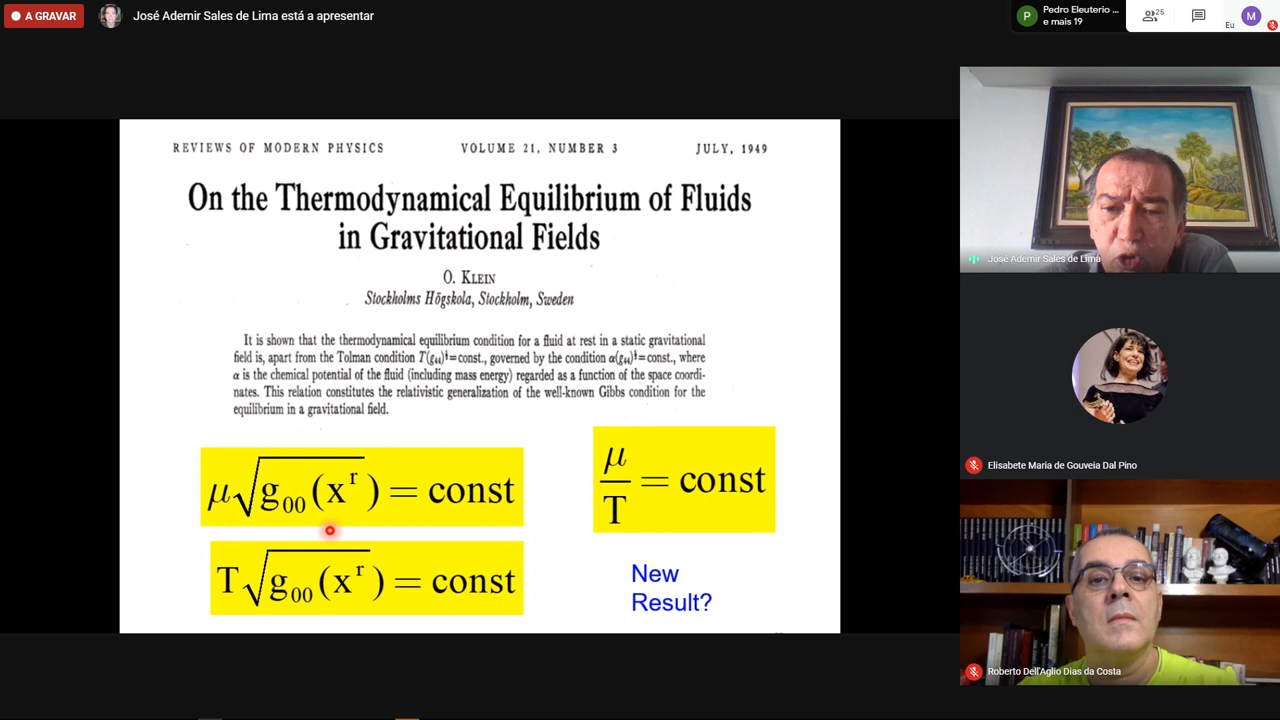 A GRAVAR
José Ademir Sales de Lima está a apresentar
P
Pedro Eleuterio ...
e mais 19
25
Eu
M
REVIEWS OF MODERN PHYSICS VOLUME 21, NUMBER 3 JULY, 1949
On the Thermodynamical Equilibrium of Fluids
in Gravitational Fields
O. KLEIN
Stockholms Högskola, Stockholm, Sweden
It is shown that the thermodynamical equilibrium condition for a fluid at rest in a static gravitational
field is, apart from the Tolman condition T(g₄₄)^½=const., governed by the condition α(g₄₄)^½=const., where
α is the chemical potential of the fluid (including mass energy) regarded as a function of the space coordi-
nates. This relation constitutes the relativistic generalization of the well-known Gibbs condition for the
equilibrium in a gravitational field.
μ√g₀₀(xʳ) = const
T√g₀₀(xʳ) = const
μ/T = const
New
Result?
José Ademir Sales de Lima
Elisabete Maria de Gouveia Dal Pino
Roberto Dell'Aglio Dias da Costa